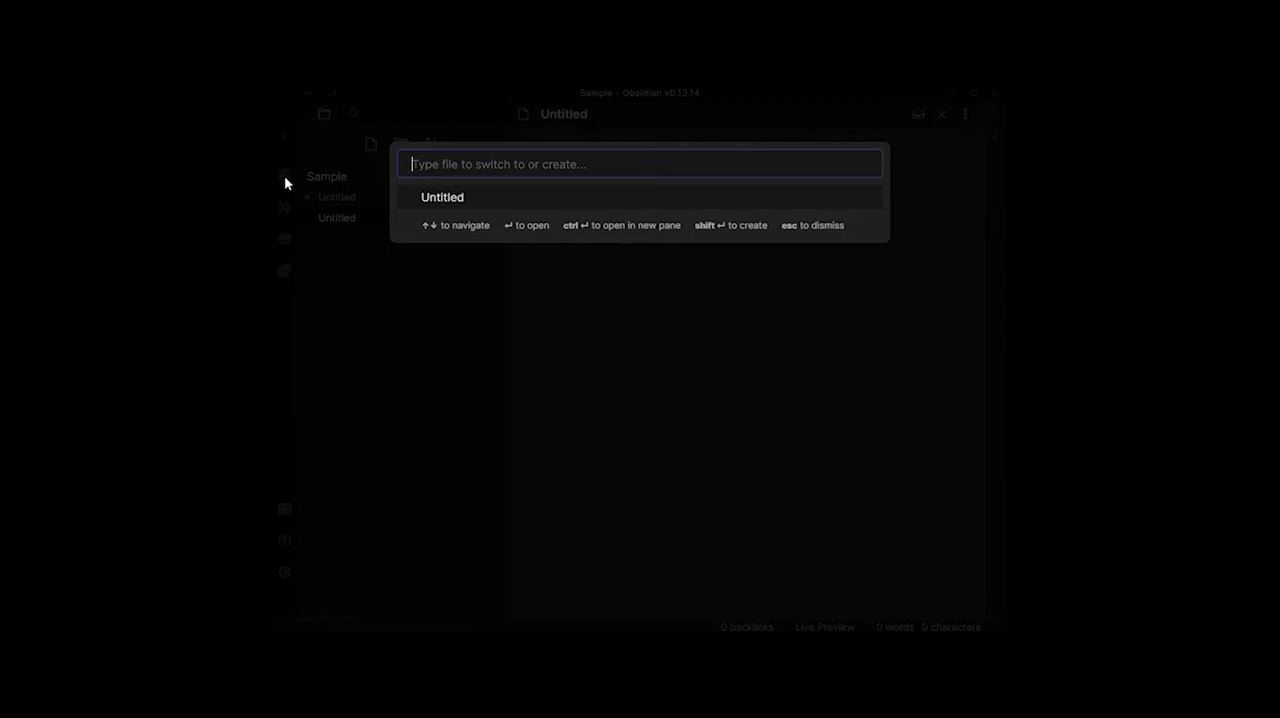 Sample - Obsidian v0.13.14
Untitled
Type file to switch to or create...
Sample
Untitled
Untitled
Untitled
↑↓ to navigate ↵ to open ctrl ↵ to open in new pane shift ↵ to create esc to dismiss
0 backlinks Live Preview 0 words 0 characters